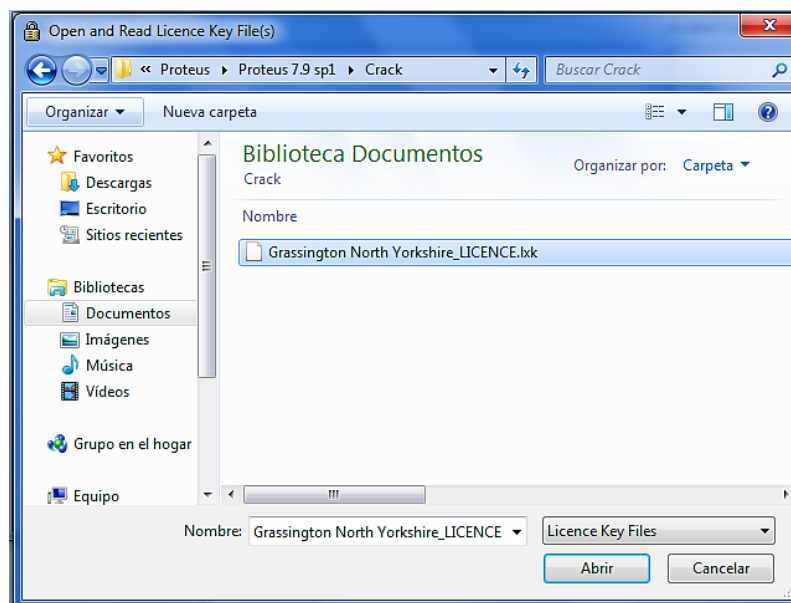 Open and Read Licence Key File(s)
« Proteus ▸ Proteus 7.9 sp1 ▸ Crack
Buscar Crack
Organizar
Nueva carpeta
Favoritos
Descargas
Escritorio
Sitios recientes
Bibliotecas
Documentos
Imágenes
Música
Vídeos
Grupo en el hogar
Equipo
Biblioteca Documentos
Crack
Organizar por: Carpeta
Nombre
Grassington North Yorkshire_LICENCE.lxk
Nombre: Grassington North Yorkshire_LICENCE
Licence Key Files
Abrir
Cancelar